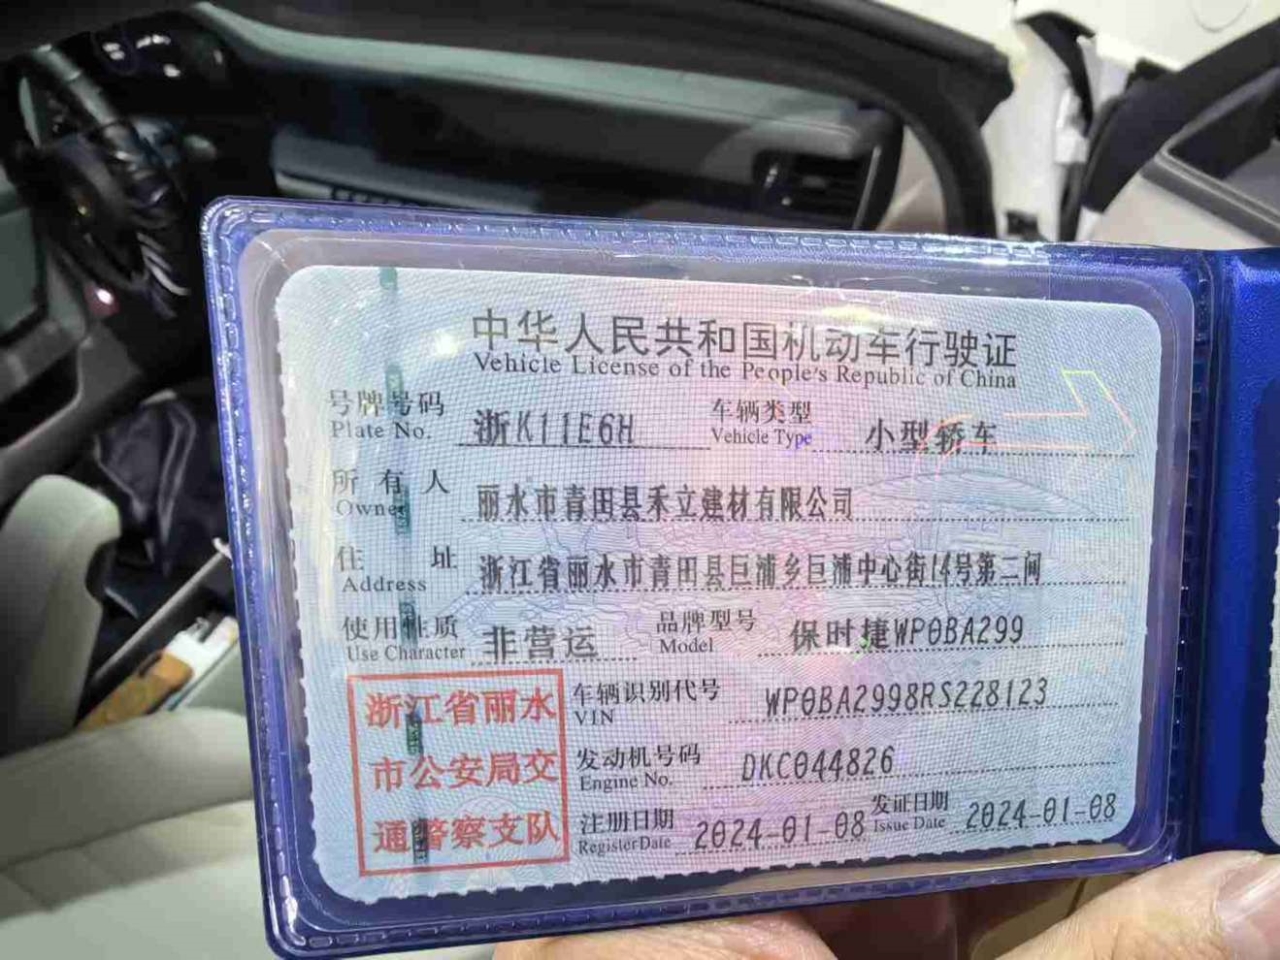 中华人民共和国机动车行驶证
Vehicle License of the People's Republic of China
号牌号码 浙K11E6H 车辆类型 小型轿车
Plate No. Vehicle Type
所有人 丽水市青田县禾立建材有限公司
Owner
住址 浙江省丽水市青田县巨浦乡巨浦中心街14号第二间
Address
使用性质 非营运 品牌型号 保时捷WP0BA299
Use Character Model
浙江省丽水
市公安局交
通警察支队
车辆识别代号 WP0BA2998RS228123
VIN
发动机号码 DKC044826
Engine No.
注册日期 2024-01-08 发证日期 2024-01-08
Register Date Issue Date